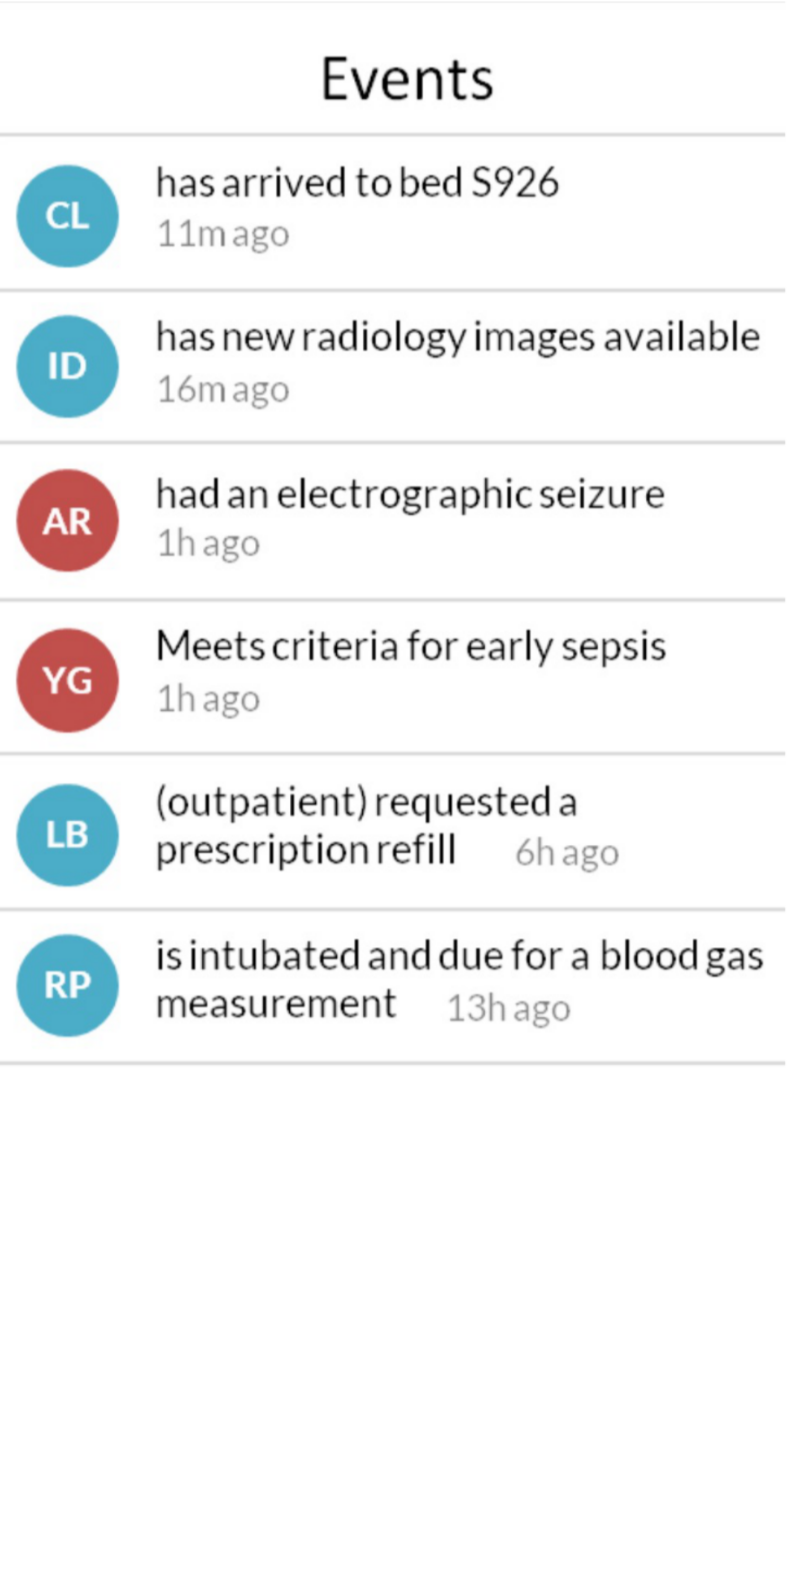 Events
CL
has arrived to bed S926
11m ago
ID
has new radiology images available
16m ago
AR
had an electrographic seizure
1h ago
YG
Meets criteria for early sepsis
1h ago
LB
(outpatient) requested a
prescription refill 6h ago
RP
is intubated and due for a blood gas
measurement 13h ago